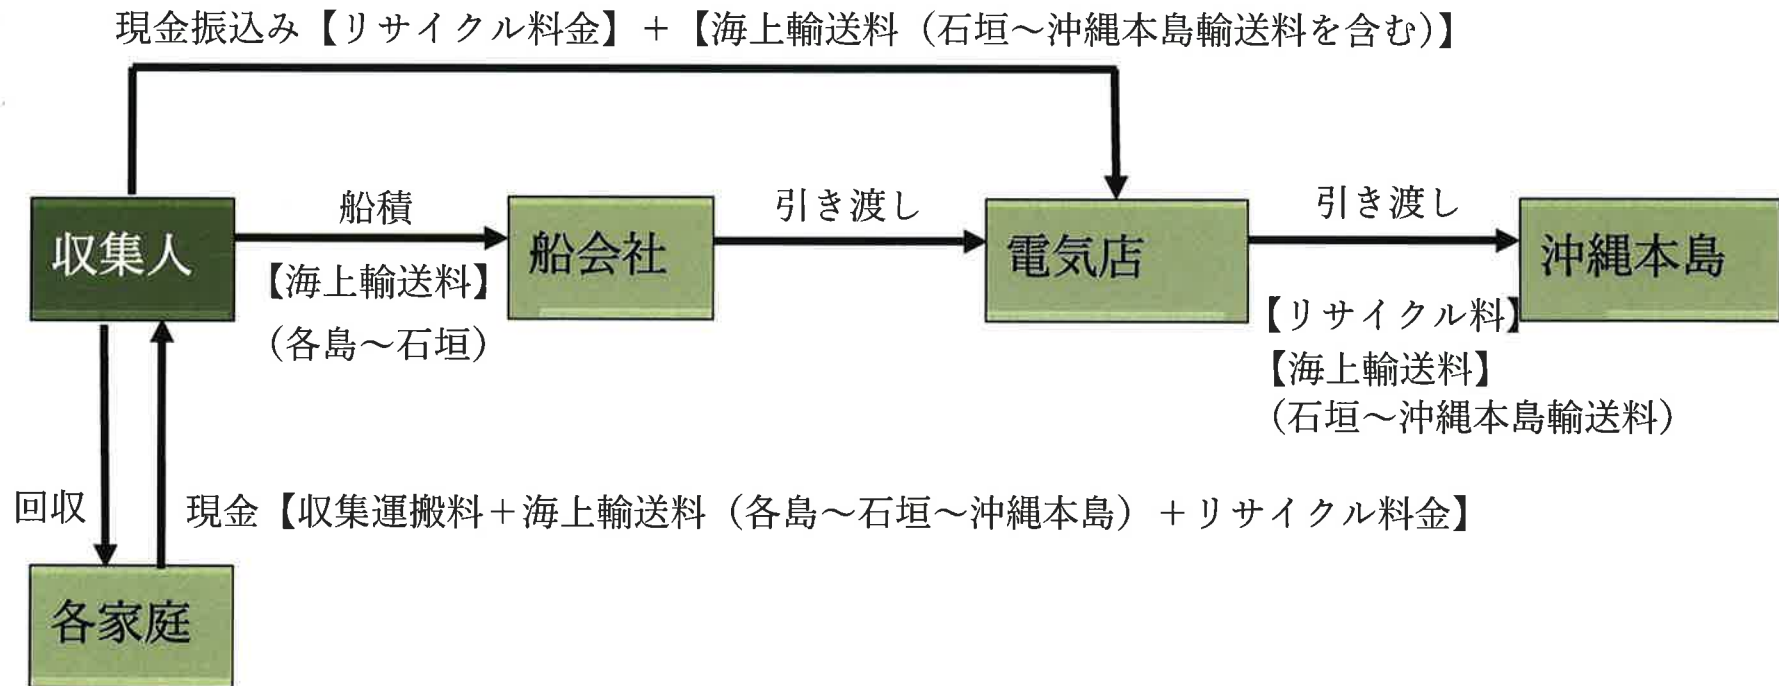 現金振込み【リサイクル料金】＋【海上輸送料（石垣～沖縄本島輸送料を含む）】
収集人
船積
【海上輸送料】
（各島～石垣）
船会社
引き渡し
電気店
引き渡し
【リサイクル料】
【海上輸送料】
（石垣～沖縄本島輸送料）
沖縄本島
回収
現金【収集運搬料＋海上輸送料（各島～石垣～沖縄本島）＋リサイクル料金】
各家庭